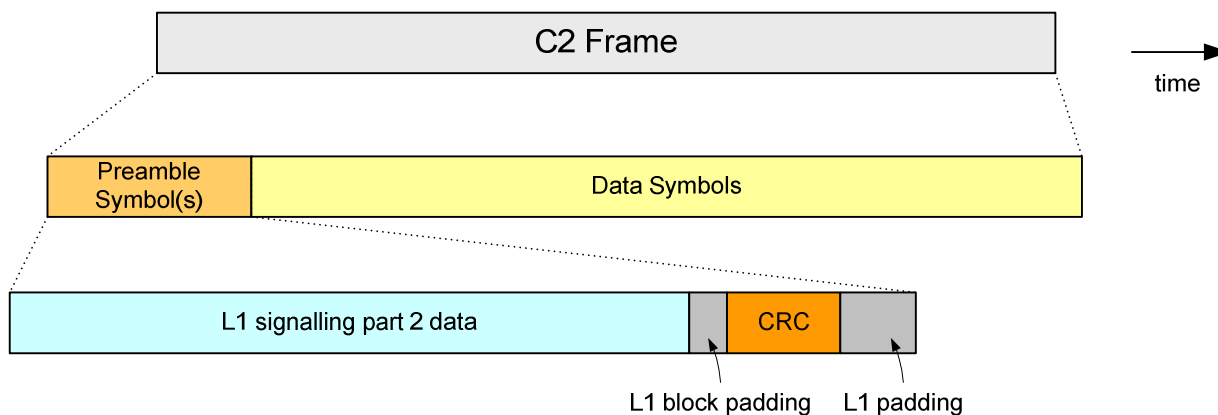 C2 Frame
time
Preamble
Symbol(s)
Data Symbols
L1 signalling part 2 data
CRC
L1 block padding
L1 padding